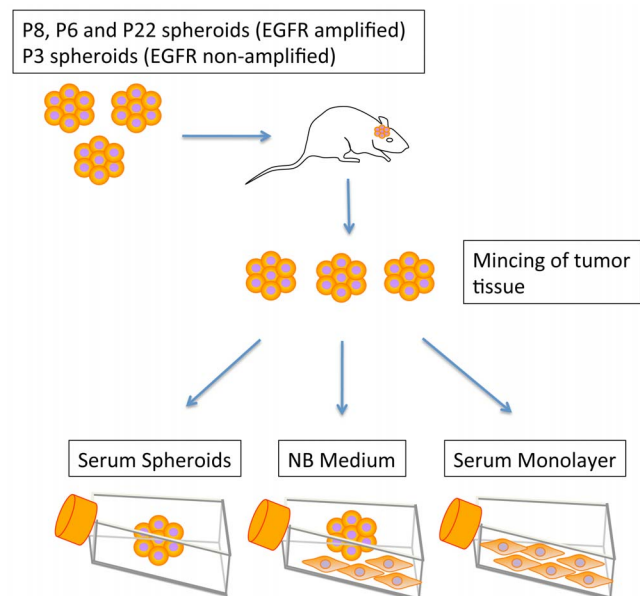 P8, P6 and P22 spheroids (EGFR amplified)
P3 spheroids (EGFR non-amplified)
Mincing of tumor
tissue
Serum Spheroids
NB Medium
Serum Monolayer